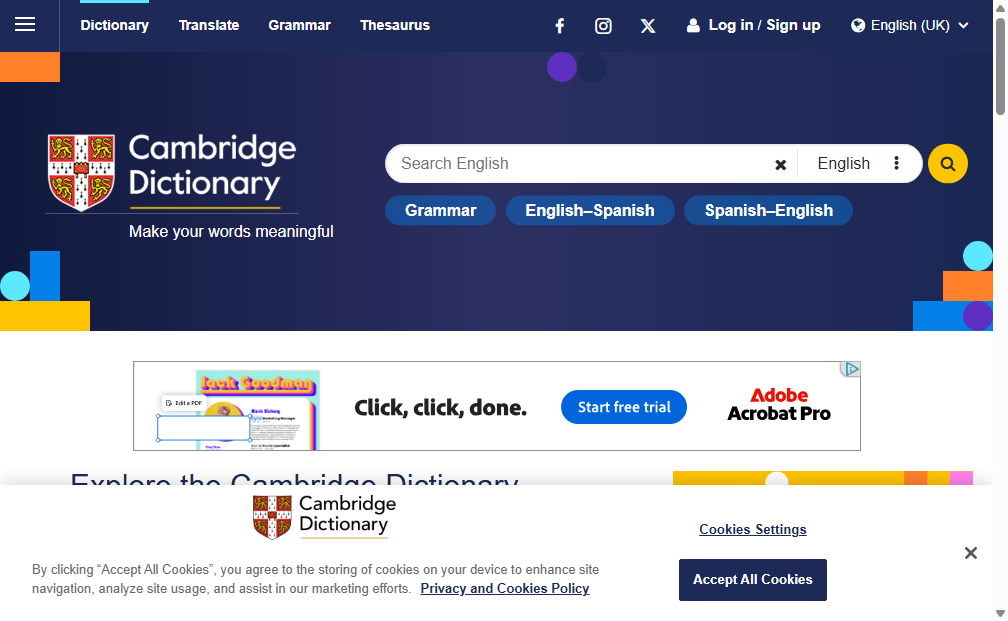 Dictionary Translate Grammar Thesaurus Log in / Sign up English (UK)
Cambridge
Dictionary
Make your words meaningful
Search English English
Grammar English–Spanish Spanish–English
Jack Goodman
Edit a PDF
Click, click, done.
Start free trial
Adobe
Acrobat Pro
Explore the Cambridge Dictionary
Cambridge
Dictionary
By clicking “Accept All Cookies”, you agree to the storing of cookies on your device to enhance site
navigation, analyze site usage, and assist in our marketing efforts. Privacy and Cookies Policy
Cookies Settings
Accept All Cookies